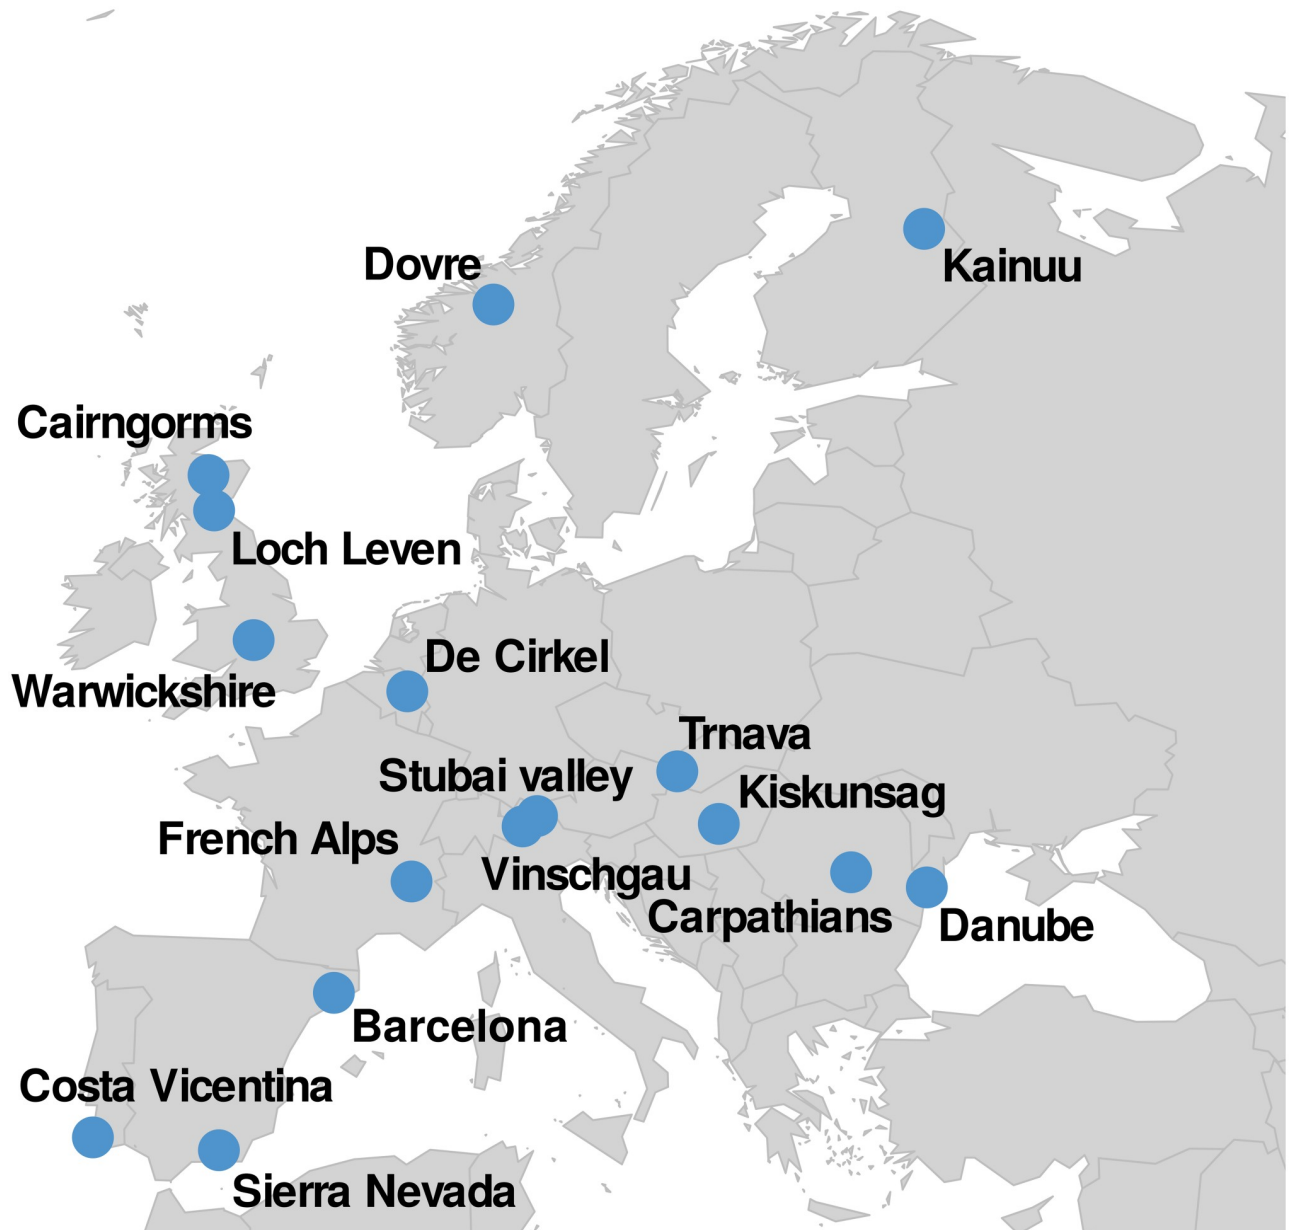 Dovre
Kainuu
Cairngorms
Loch Leven
De Cirkel
Warwickshire
Trnava
Stubai valley
Kiskunsag
French Alps
Vinschgau
Carpathians
Danube
Barcelona
Costa Vicentina
Sierra Nevada